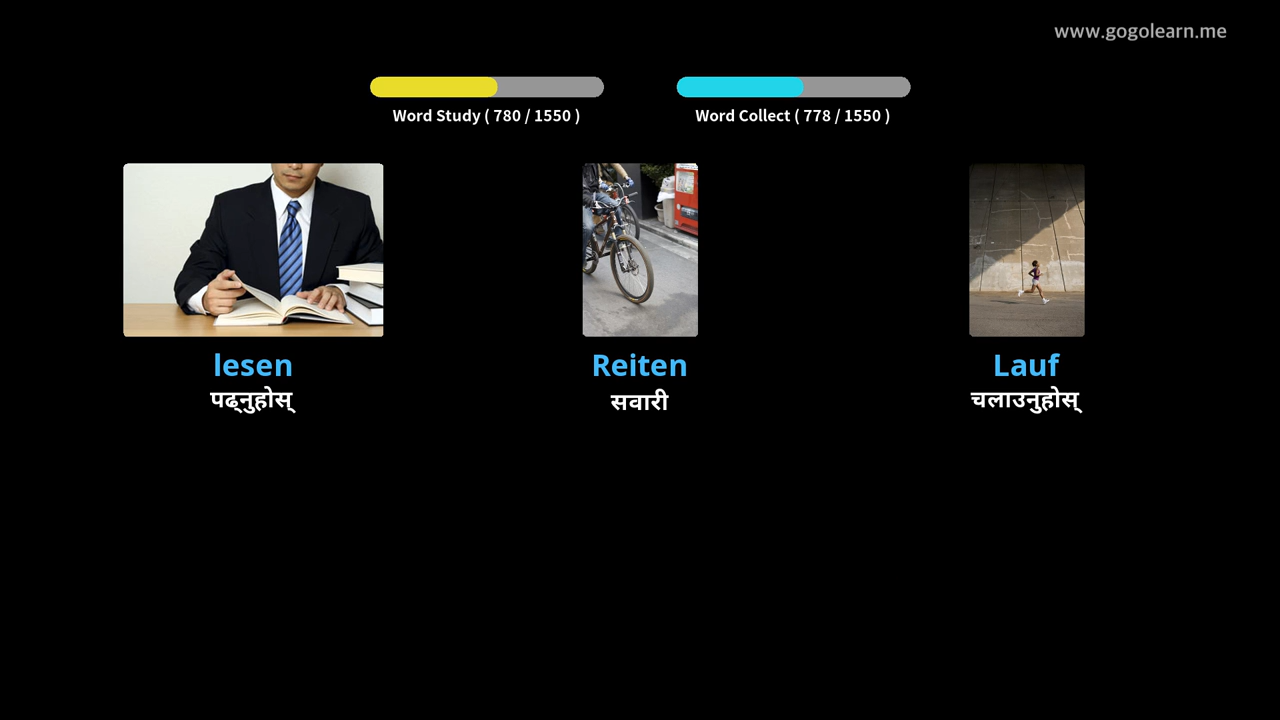 www.gogolearn.me
Word Study ( 780 / 1550 )
Word Collect ( 778 / 1550 )
lesen
पढ्नुहोस्
Reiten
सवारी
Lauf
चलाउनुहोस्